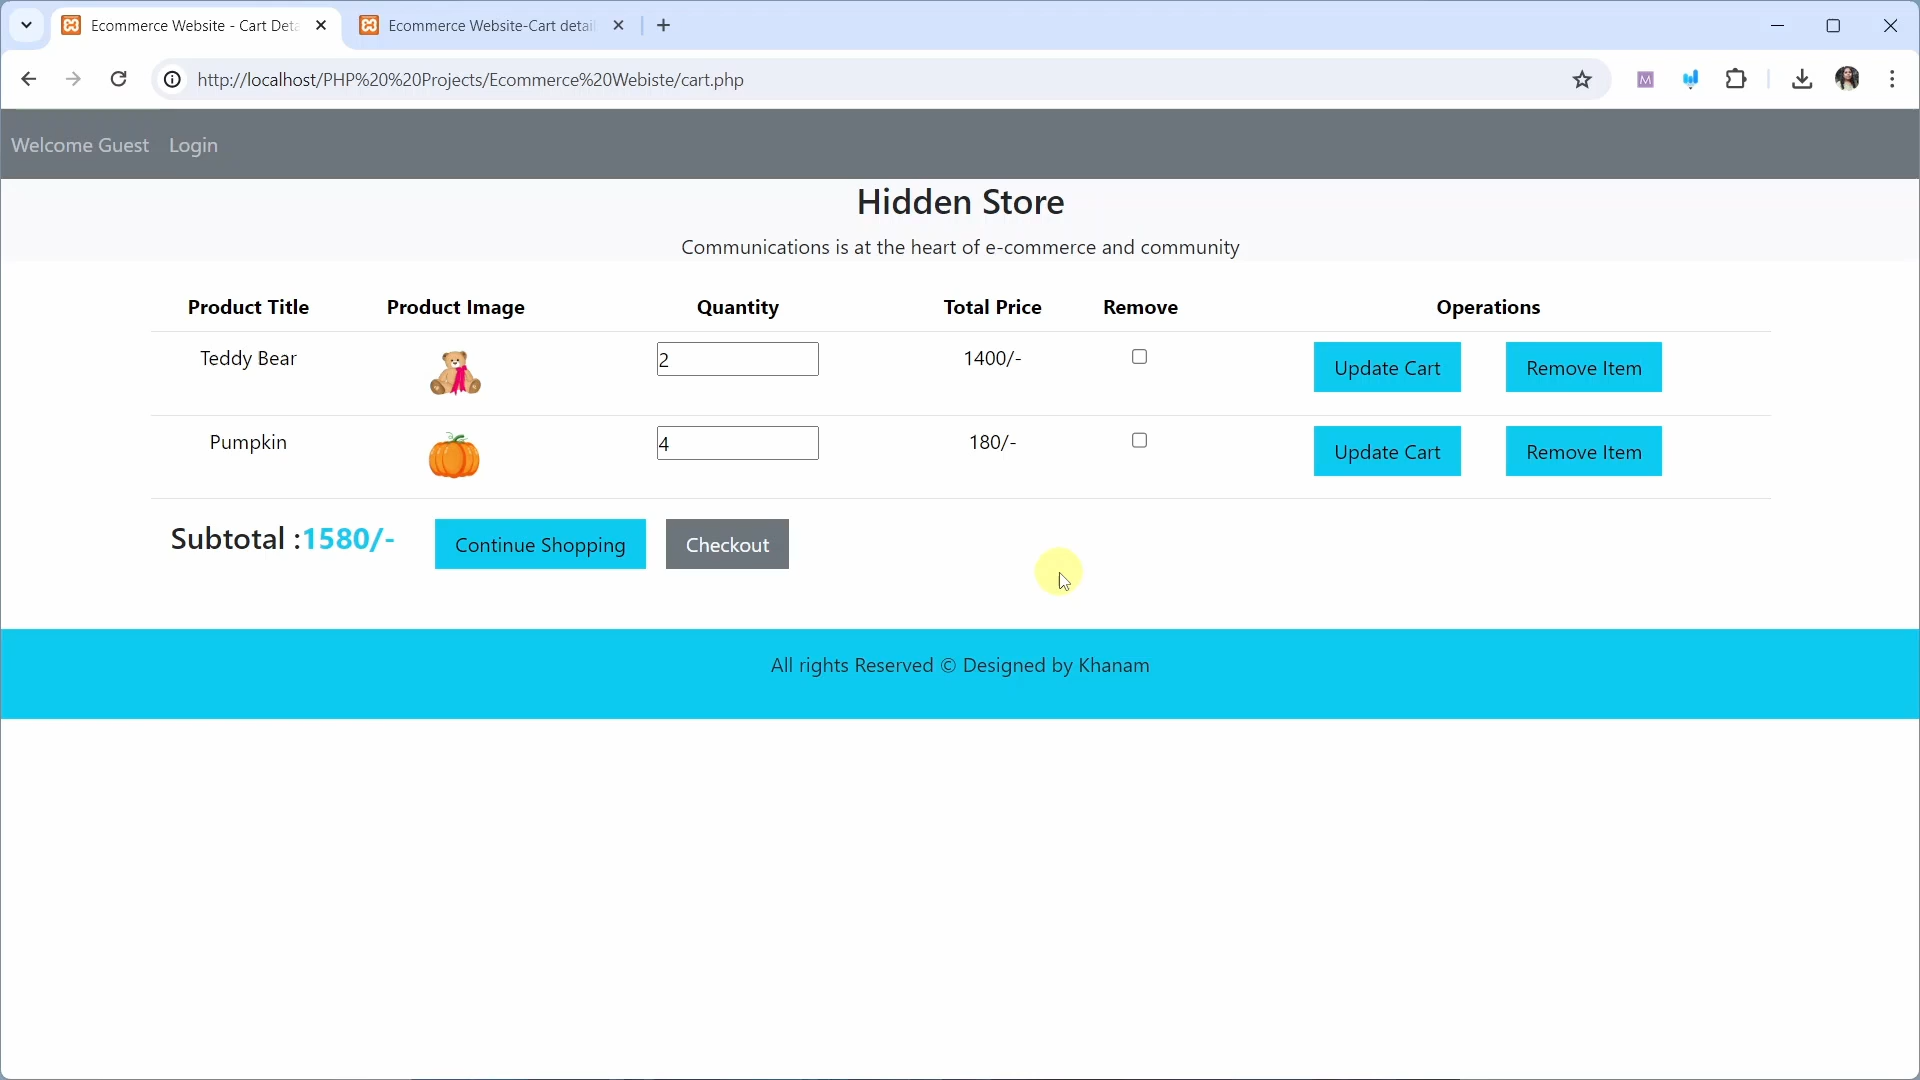 Ecommerce Website - Cart Deta
Ecommerce Website-Cart detai
http://localhost/PHP%20%20Projects/Ecommerce%20Webiste/cart.php
M
Welcome Guest Login
Hidden Store
Communications is at the heart of e-commerce and community
Product Title Product Image Quantity Total Price Remove Operations
Teddy Bear 2 1400/- Update Cart Remove Item
Pumpkin 4 180/- Update Cart Remove Item
Subtotal :1580/- Continue Shopping Checkout
All rights Reserved © Designed by Khanam